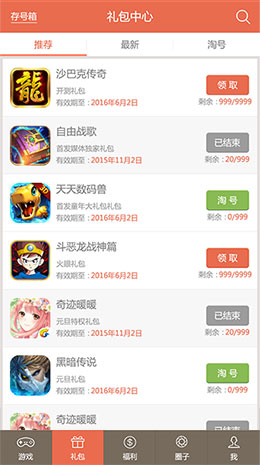 存号箱
礼包中心
推荐
最新
淘号
沙巴克传奇
开测礼包
有效期至：2016年6月2日
领 取
剩余：999/9999
自由战歌
首发媒体独家礼包
有效期至：2015年11月2日
已结束
剩余：20/999
天天数码兽
首发童年大礼包礼包
有效期至：2016年6月2日
淘 号
剩余：0/999
斗恶龙战神篇
火眼礼包
有效期至：2016年6月2日
领 取
剩余：999/9999
奇迹暖暖
元旦特权礼包
有效期至：2015年11月2日
已结束
剩余：20/999
黑暗传说
元旦礼包
有效期至：2016年6月2日
淘 号
剩余：0/999
奇迹暖暖
已结束
游戏
礼包
福利
圈子
我